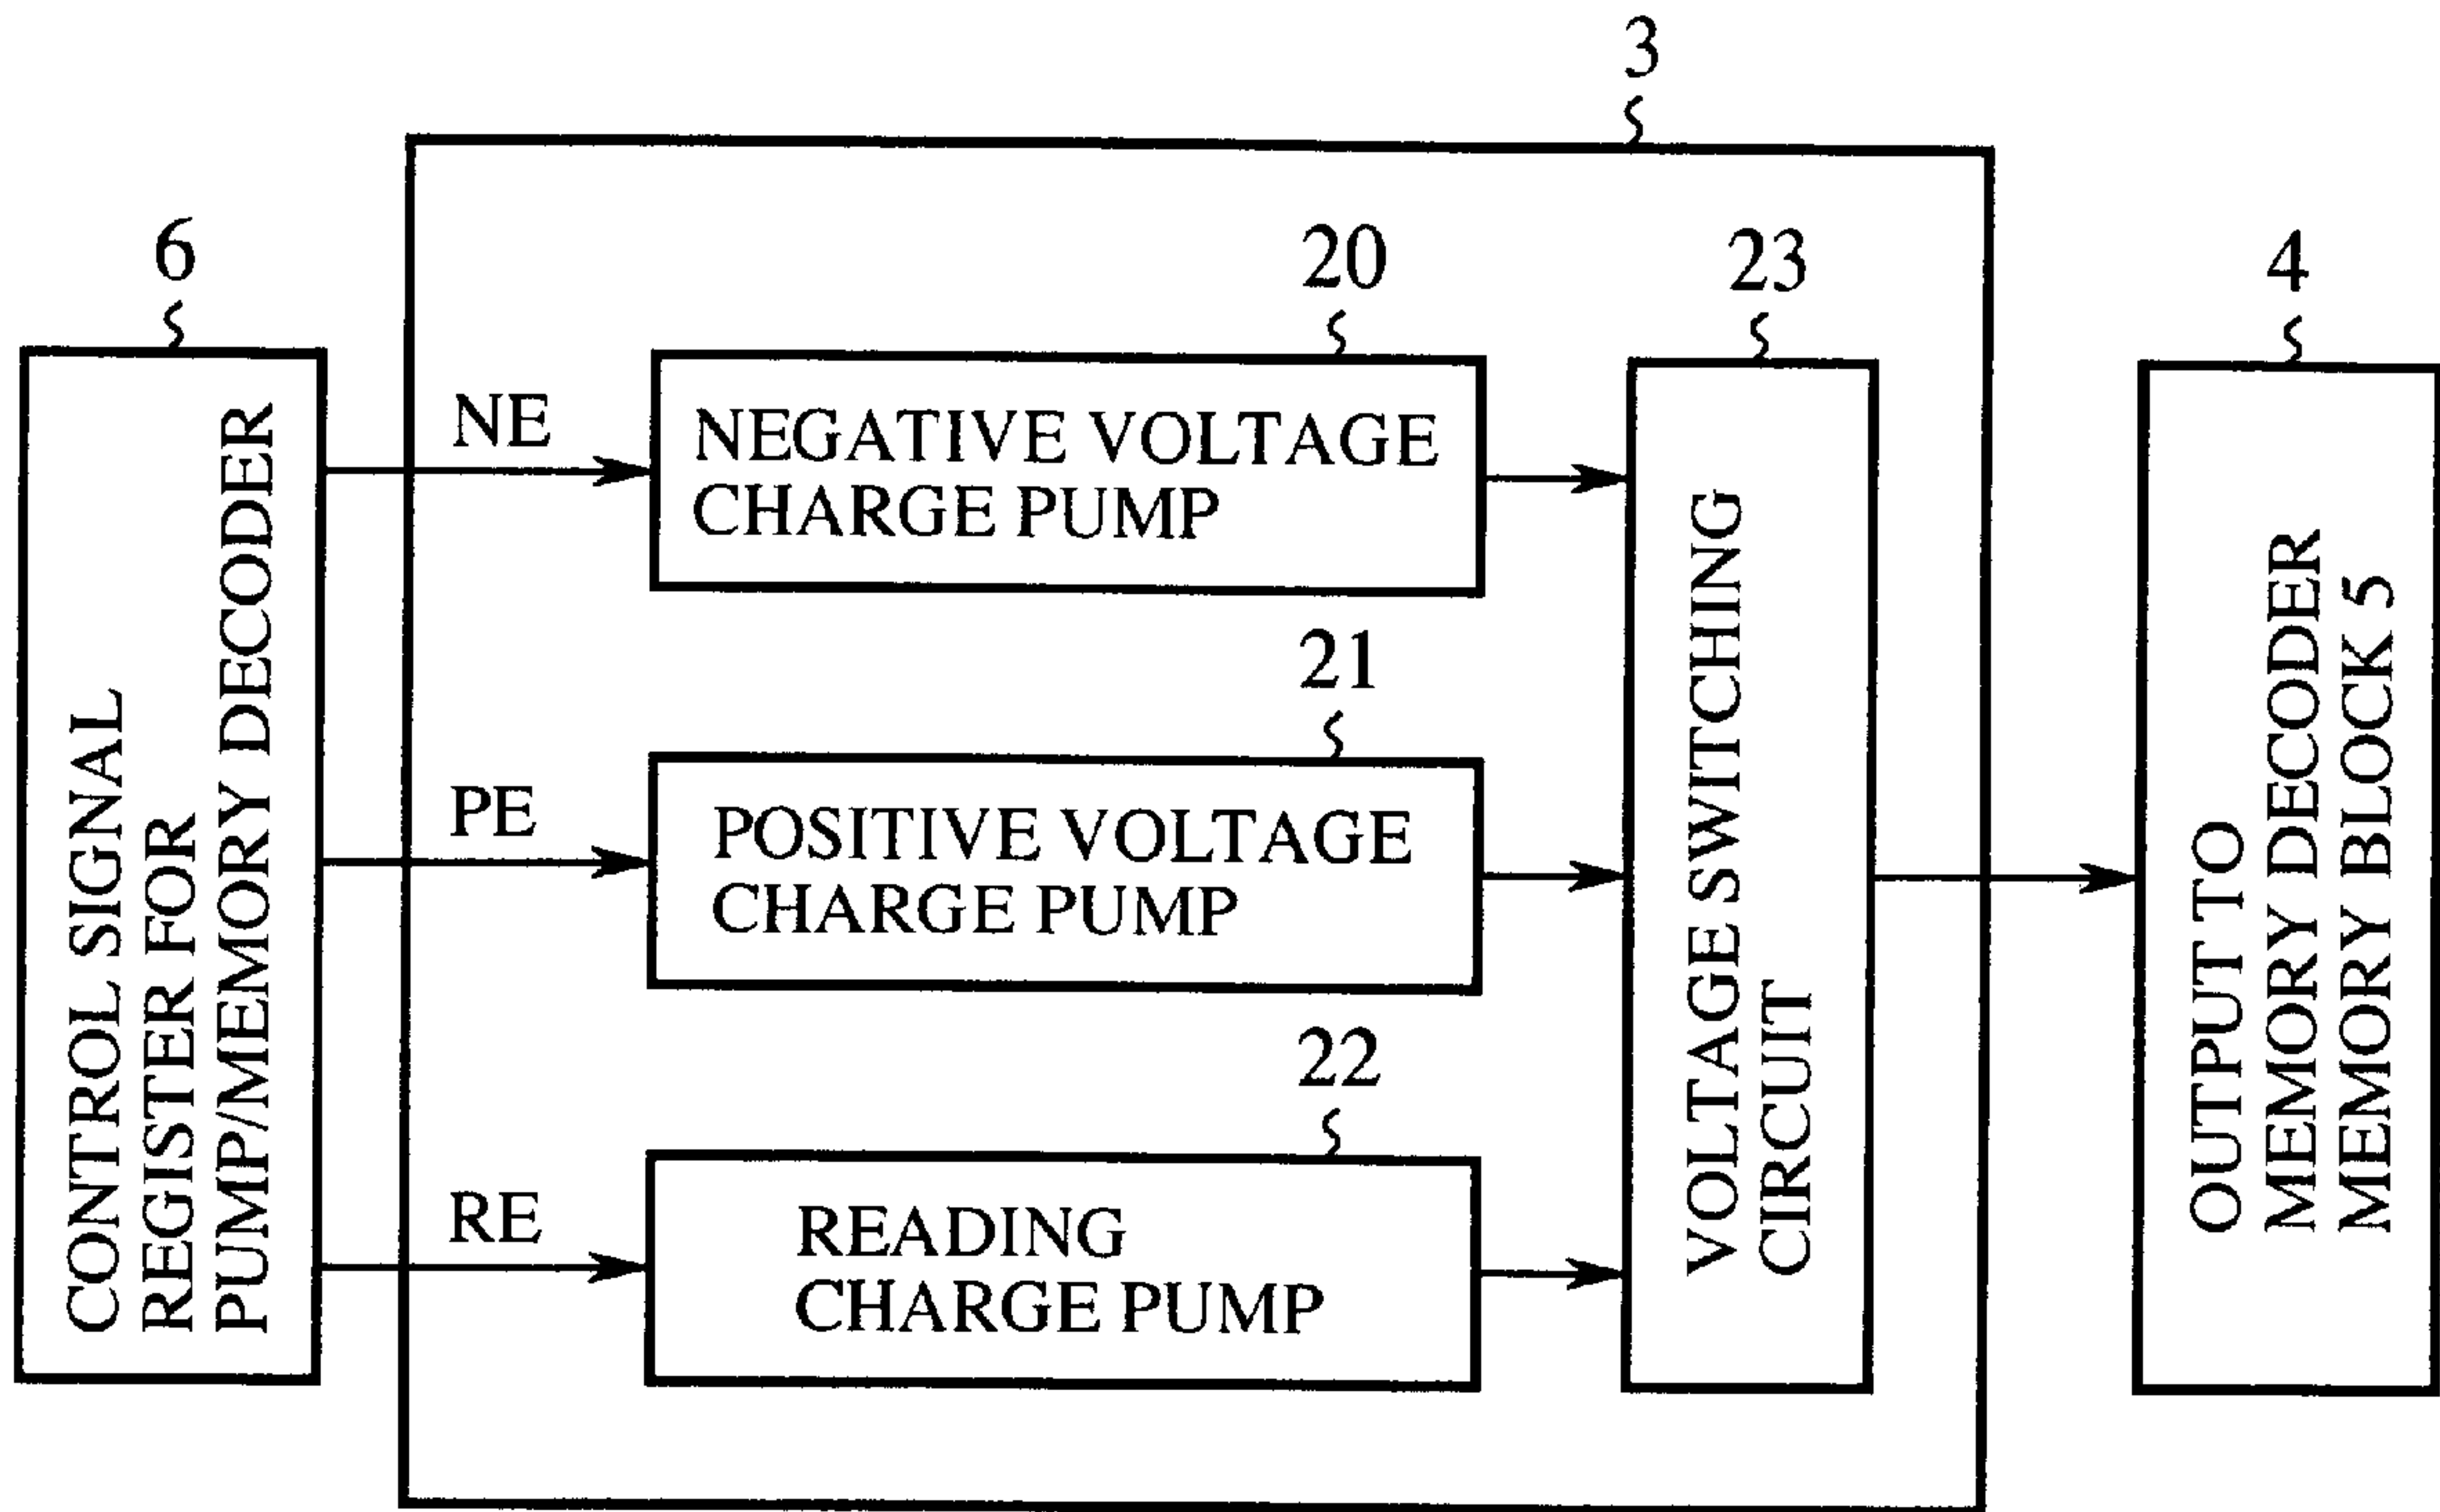 3
6
20
23
4
CONTROL SIGNAL
REGISTER FOR
PUMP/MEMORY DECODER
NE
NEGATIVE VOLTAGE
CHARGE PUMP
21
PE
POSITIVE VOLTAGE
CHARGE PUMP
22
RE
READING
CHARGE PUMP
VOLTAGE SWITCHING
CIRCUIT
OUTPUT TO
MEMORY DECODER
MEMORY BLOCK 5